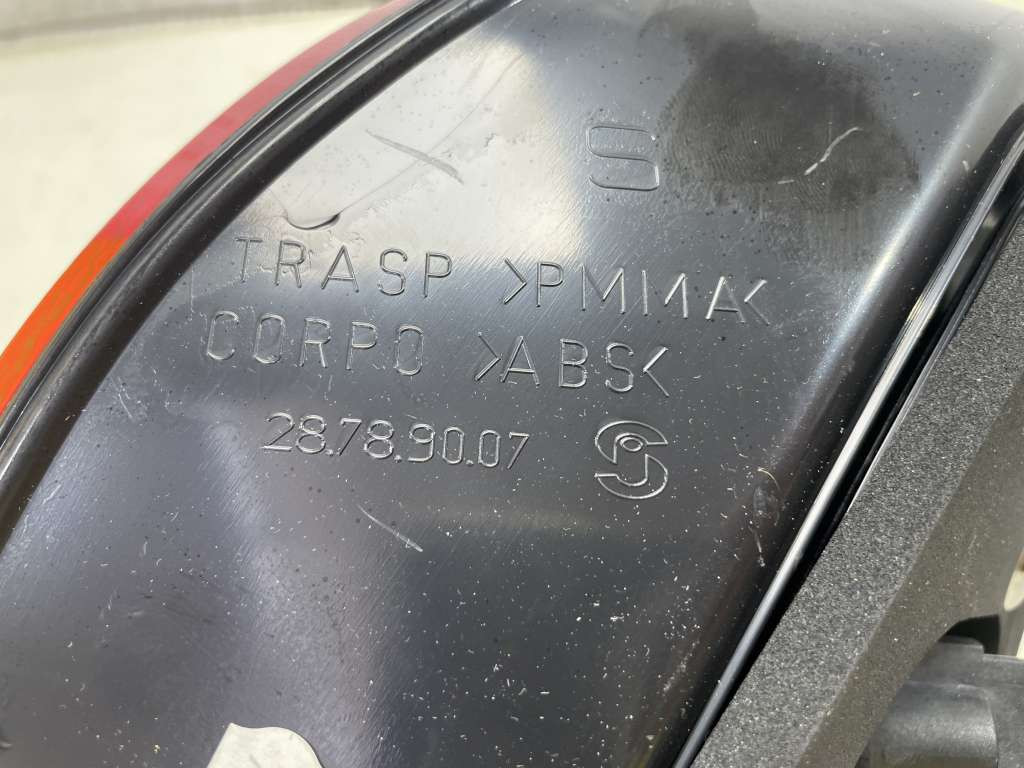 S
TRASP >PMMA<
CORPO >ABS<
28.78.90.07